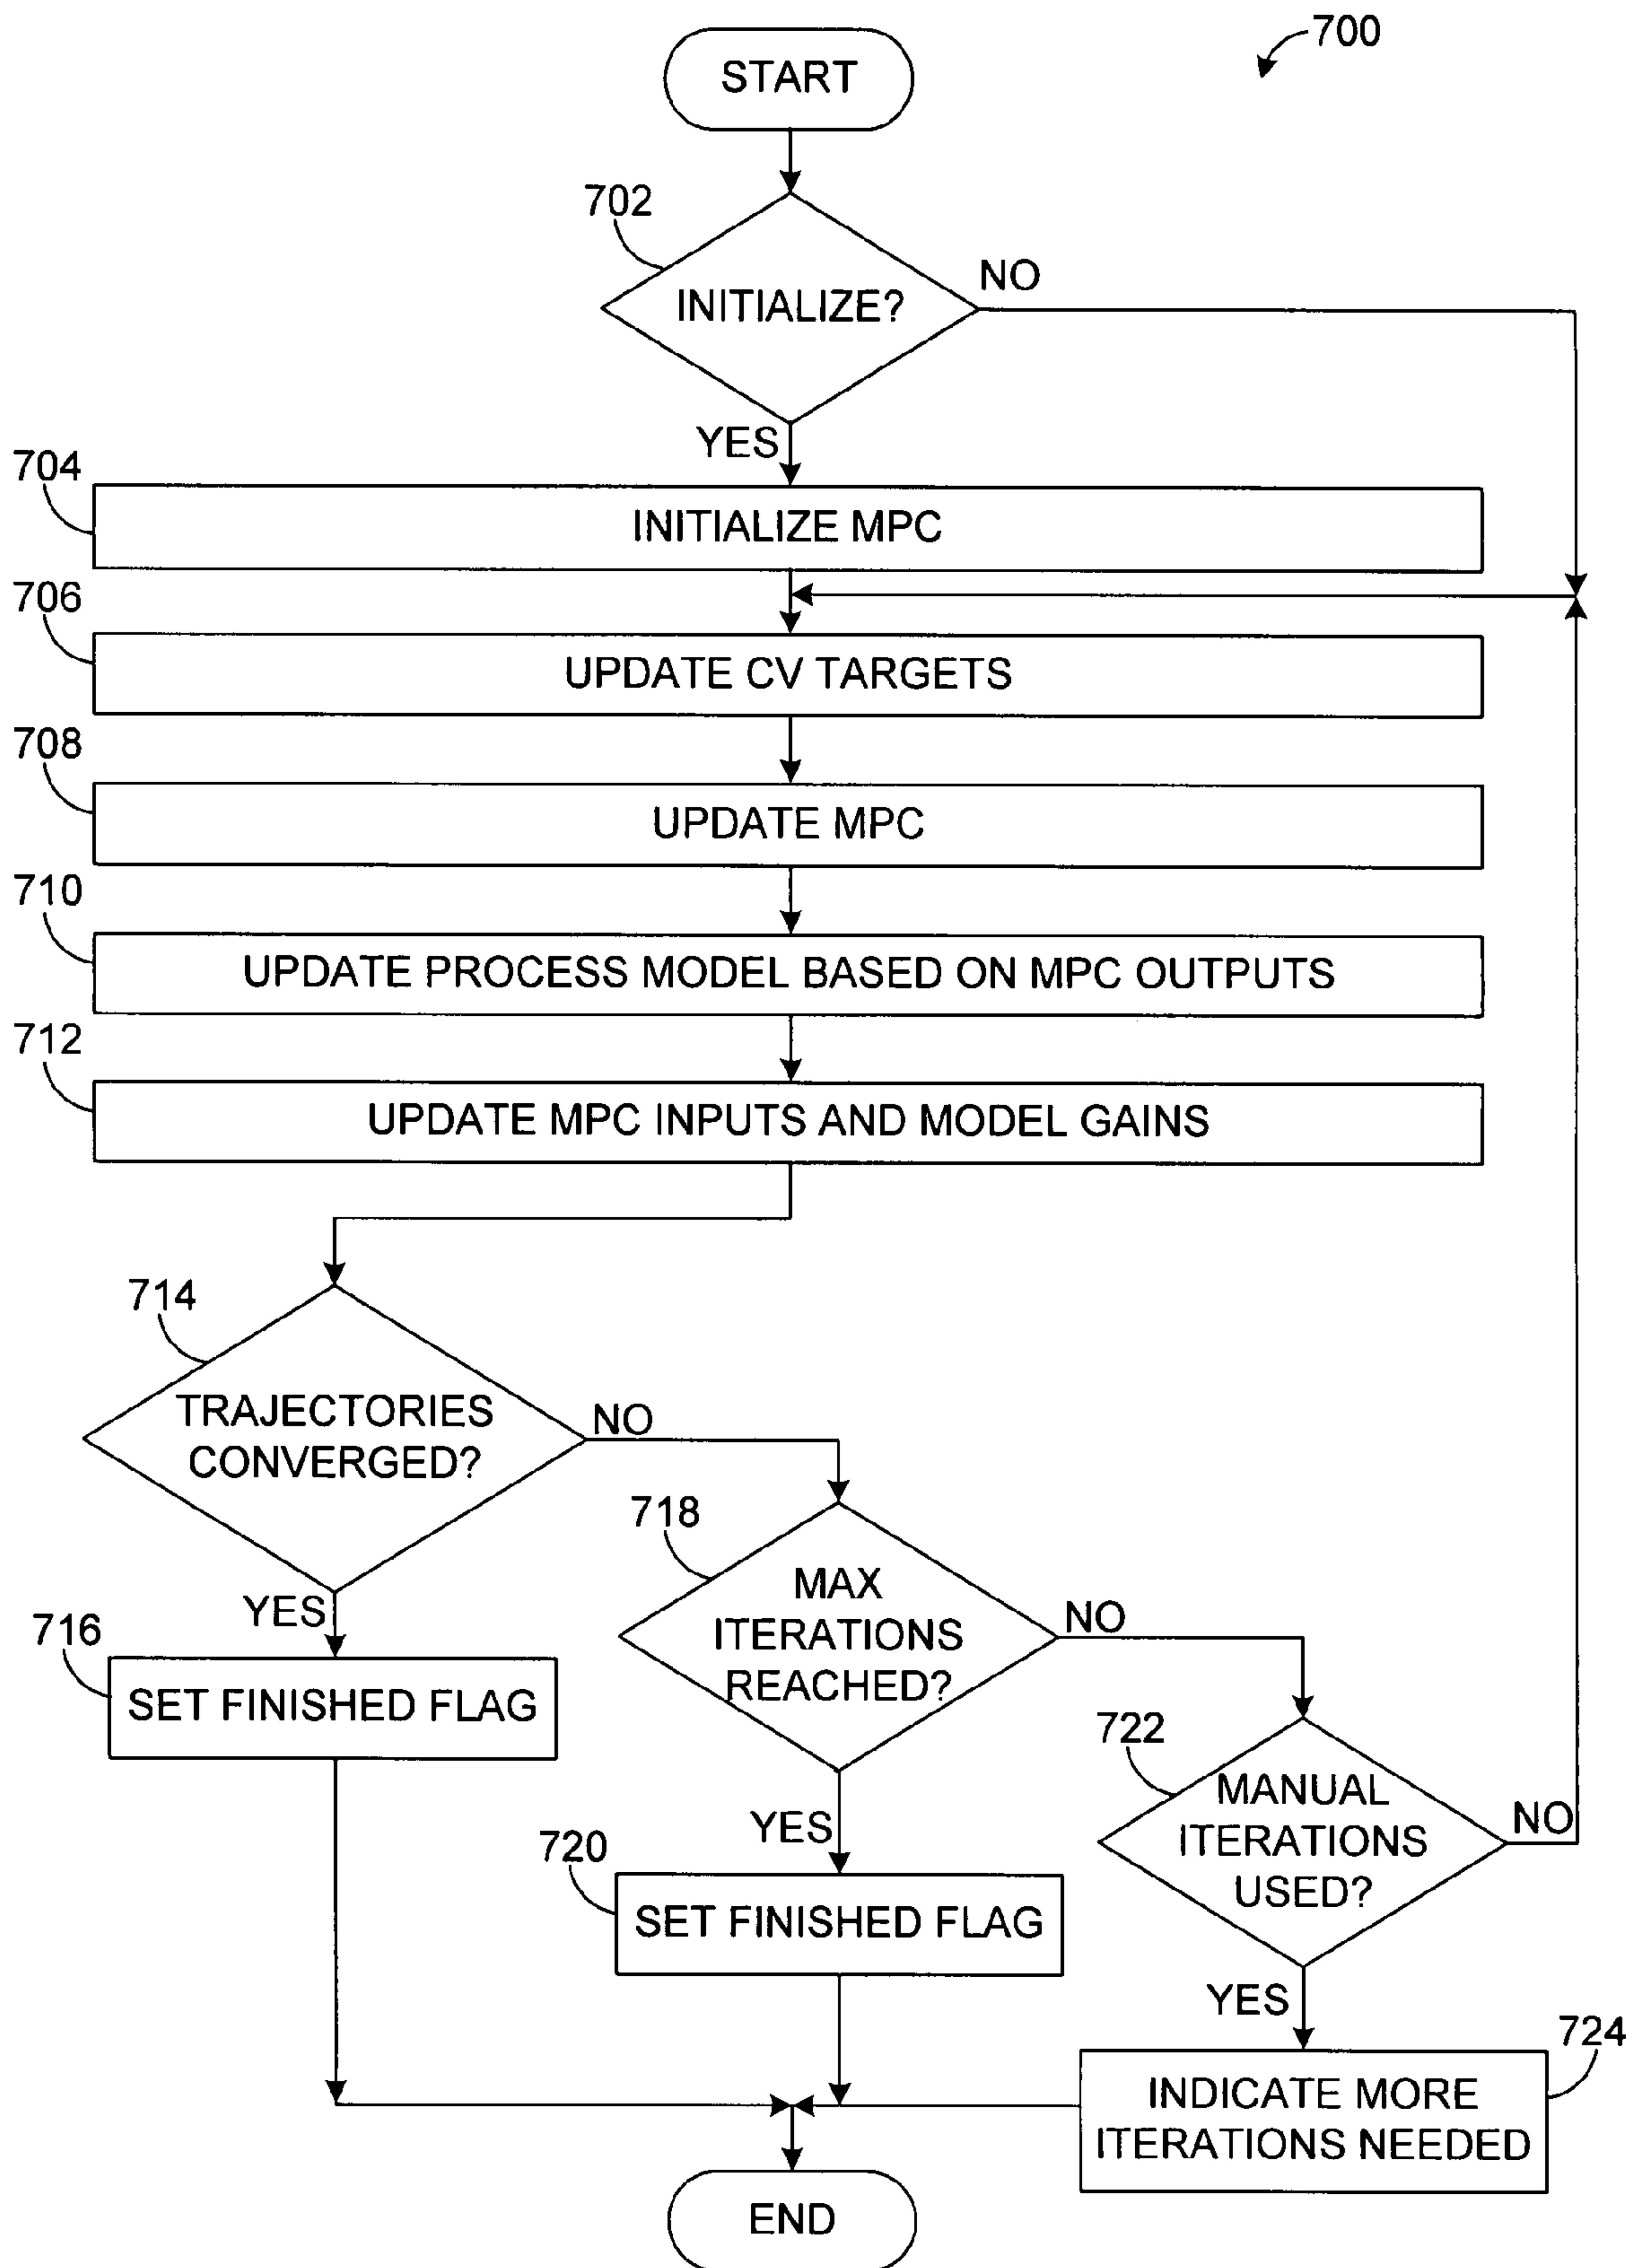 700
START
702
INITIALIZE?
NO
YES
704
INITIALIZE MPC
706
UPDATE CV TARGETS
708
UPDATE MPC
710
UPDATE PROCESS MODEL BASED ON MPC OUTPUTS
712
UPDATE MPC INPUTS AND MODEL GAINS
714
TRAJECTORIES
CONVERGED?
NO
YES
716
SET FINISHED FLAG
718
MAX
ITERATIONS
REACHED?
NO
YES
720
SET FINISHED FLAG
722
MANUAL
ITERATIONS
USED?
NO
YES
724
INDICATE MORE
ITERATIONS NEEDED
END